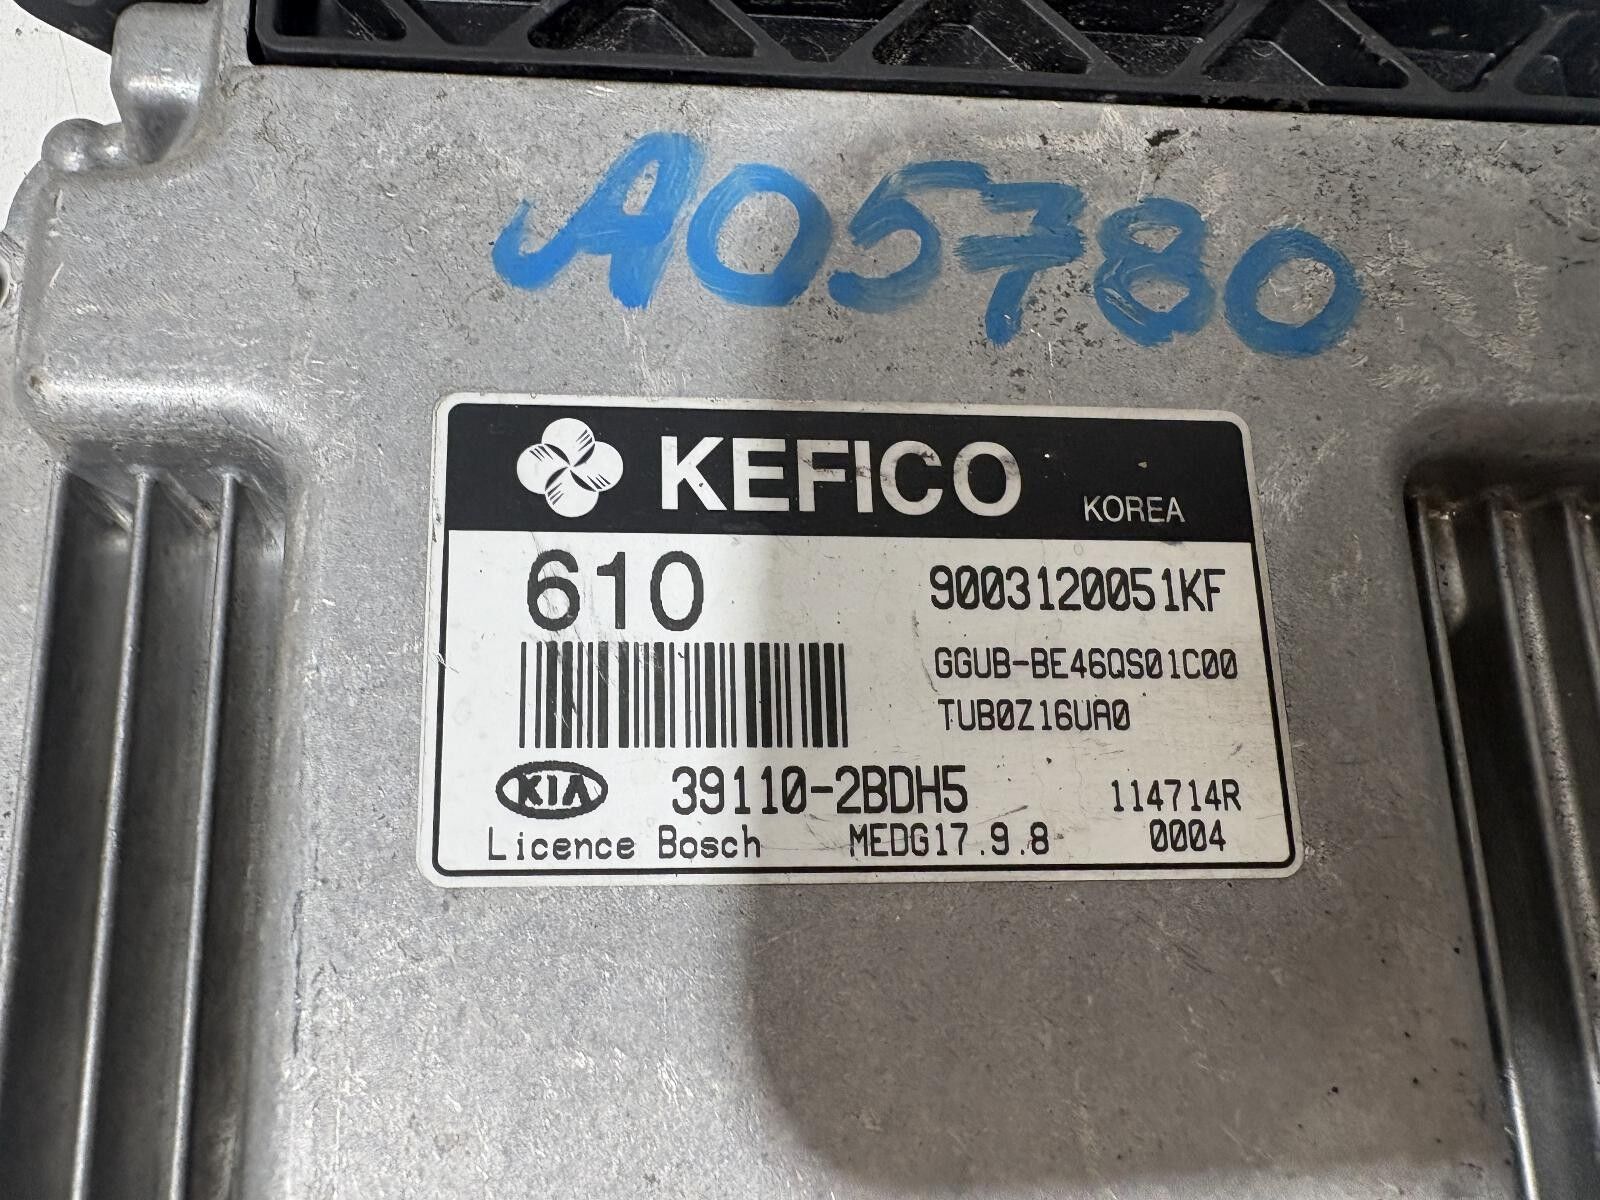 A05780
KEFICO KOREA
610 9003120051KF
GGUB-BE46QS01C00
TUB0Z16UA0
KIA 39110-2BDH5 114714R
Licence Bosch MEDG17.9.8 0004